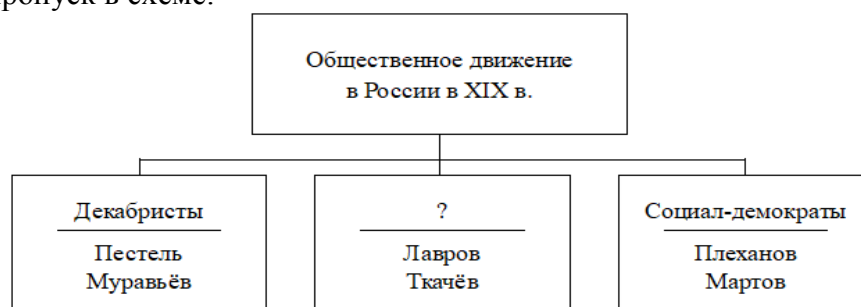 пропуск в схеме.
Общественное движение
в России в XIX в.
Декабристы
Пестель
Муравьёв
?
Лавров
Ткачёв
Социал-демократы
Плеханов
Мартов